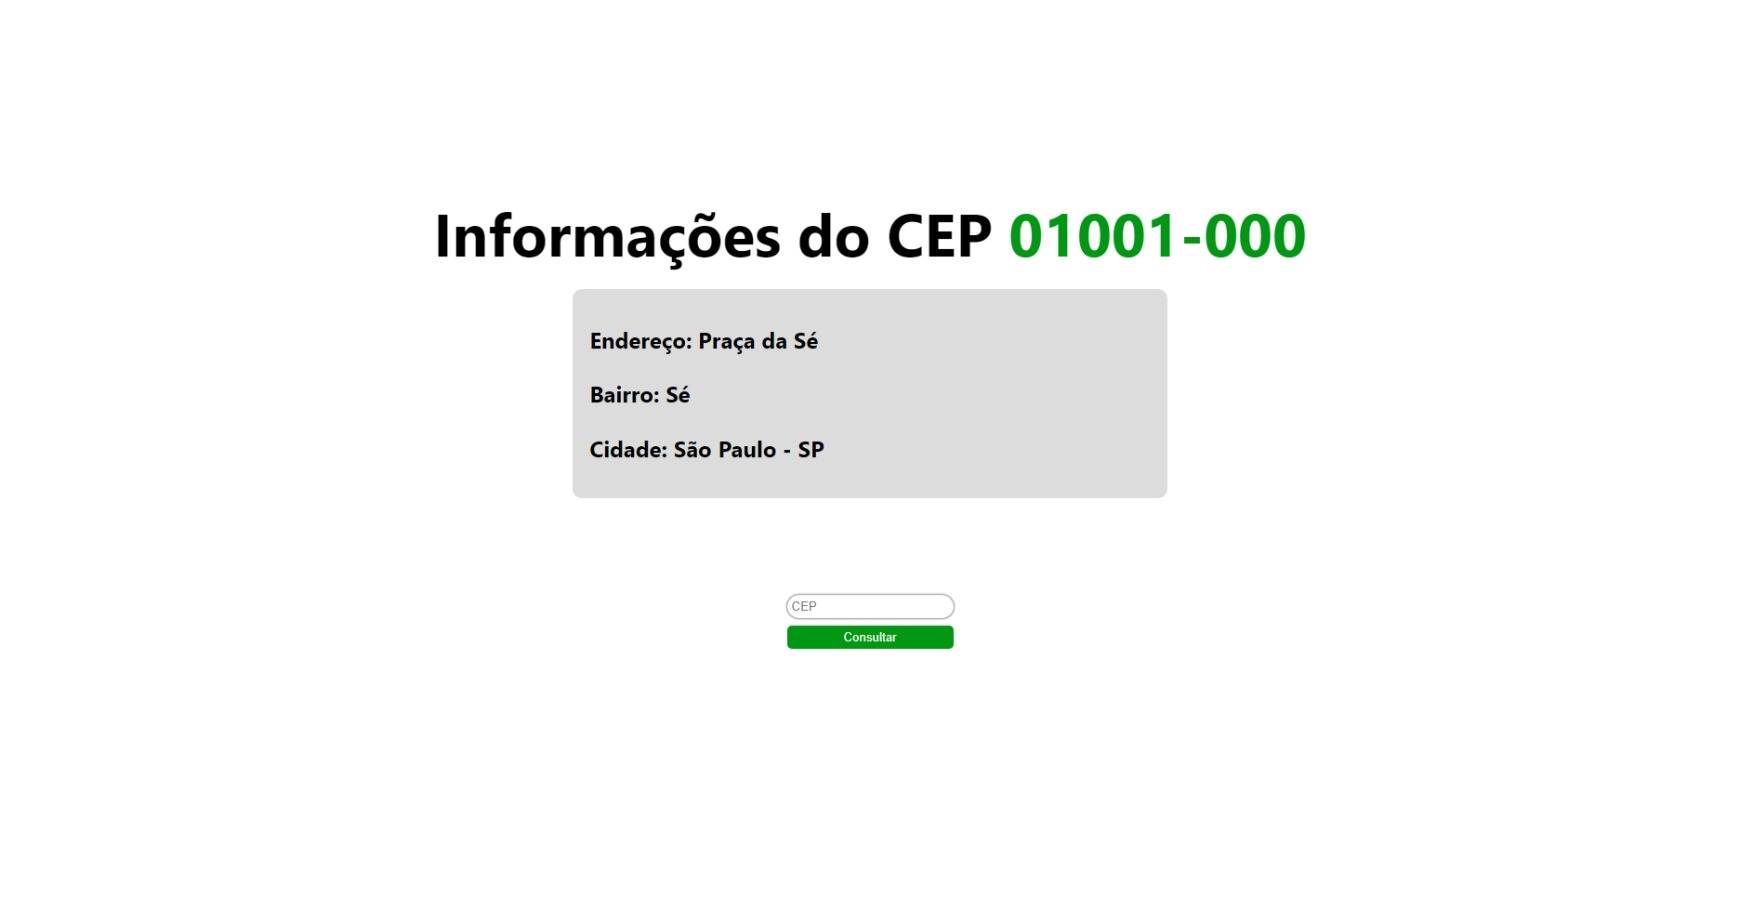 Informações do CEP 01001-000
Endereço: Praça da Sé
Bairro: Sé
Cidade: São Paulo - SP
CEP
Consultar